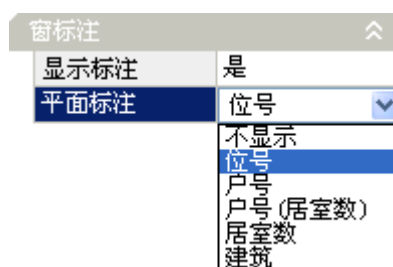 窗标注
显示标注 是
平面标注 位号
不显示
位号
户号
户号(居室数)
居室数
建筑